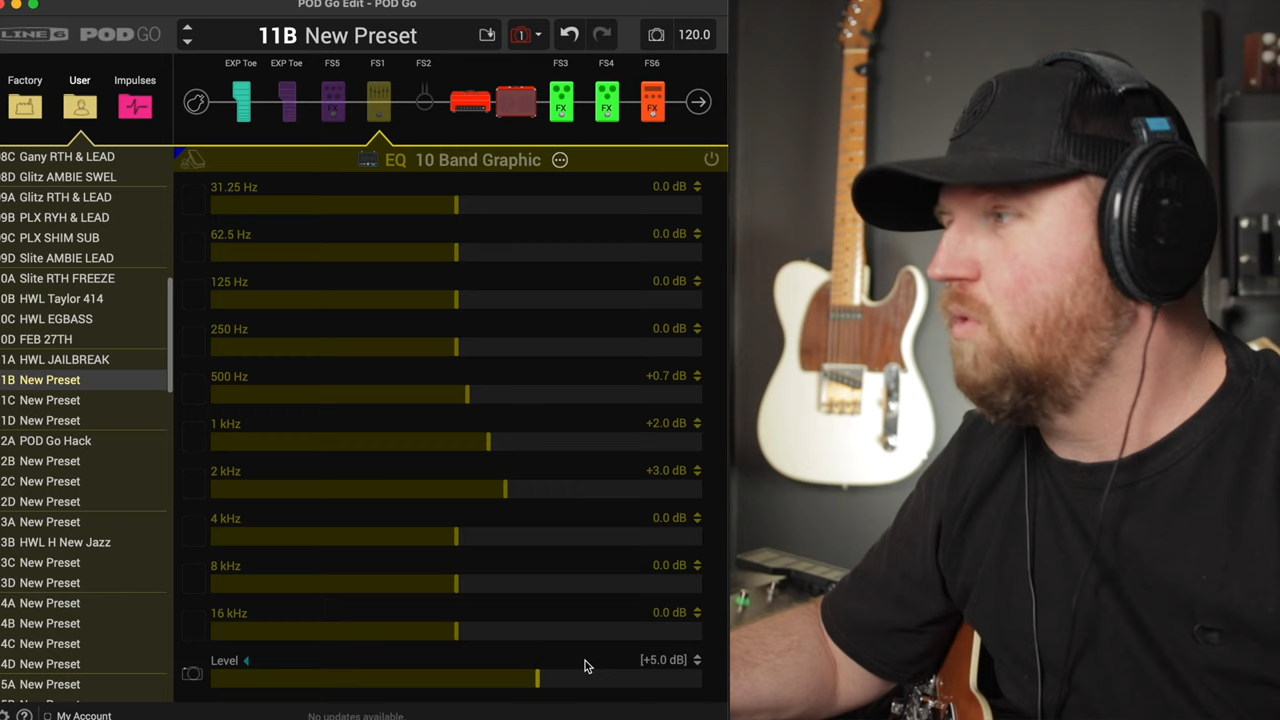 POD Go Edit - POD Go
LINE 6 POD GO
11B New Preset
1
120.0
Factory User Impulses
EXP Toe EXP Toe FS5 FS1 FS2 FS3 FS4 FS6
FX FX FX FX
EQ 10 Band Graphic
8C Gany RTH & LEAD
8D Glitz AMBIE SWEL
9A Glitz RTH & LEAD
9B PLX RYH & LEAD
9C PLX SHIM SUB
9D Slite AMBIE LEAD
0A Slite RTH FREEZE
0B HWL Taylor 414
0C HWL EGBASS
0D FEB 27TH
1A HWL JAILBREAK
1B New Preset
1C New Preset
1D New Preset
2A POD Go Hack
2B New Preset
2C New Preset
2D New Preset
3A New Preset
3B HWL H New Jazz
3C New Preset
3D New Preset
4A New Preset
4B New Preset
4C New Preset
4D New Preset
5A New Preset
31.25 Hz 0.0 dB
62.5 Hz 0.0 dB
125 Hz 0.0 dB
250 Hz 0.0 dB
500 Hz +0.7 dB
1 kHz +2.0 dB
2 kHz +3.0 dB
4 kHz 0.0 dB
8 kHz 0.0 dB
16 kHz 0.0 dB
Level [+5.0 dB]
? My Account
No updates available